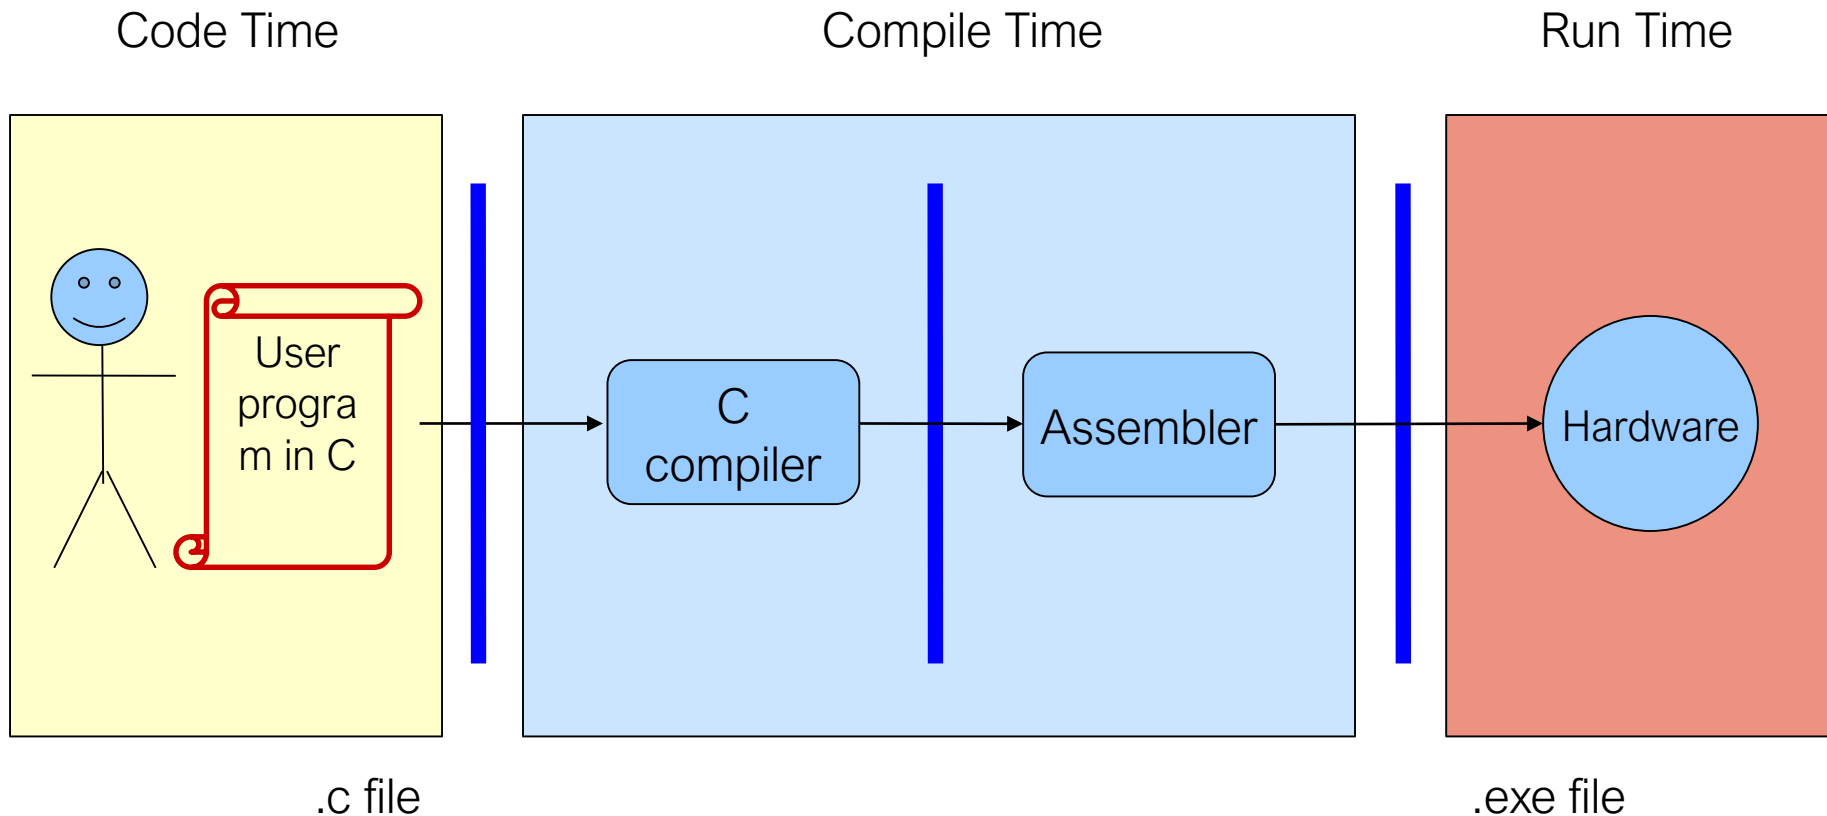 Code Time
Compile Time
Run Time
User
progra
m in C
C
compiler
Assembler
Hardware
.c file
.exe file